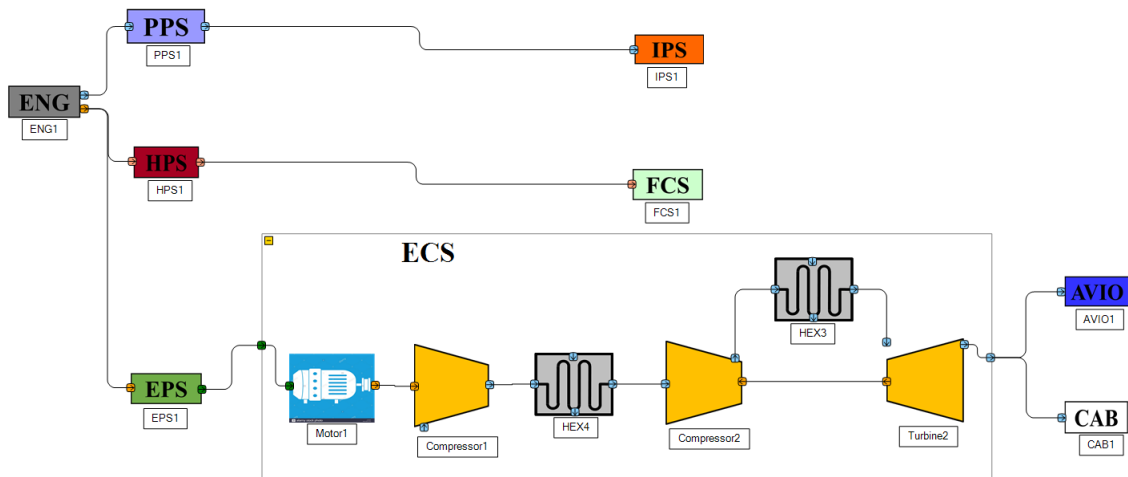 PPS
PPS1
IPS
IPS1
ENG
ENG1
HPS
HPS1
FCS
FCS1
ECS
HEX3
AVIO
AVIO1
EPS
EPS1
Motor1
Compressor1
HEX4
Compressor2
Turbine2
CAB
CAB1